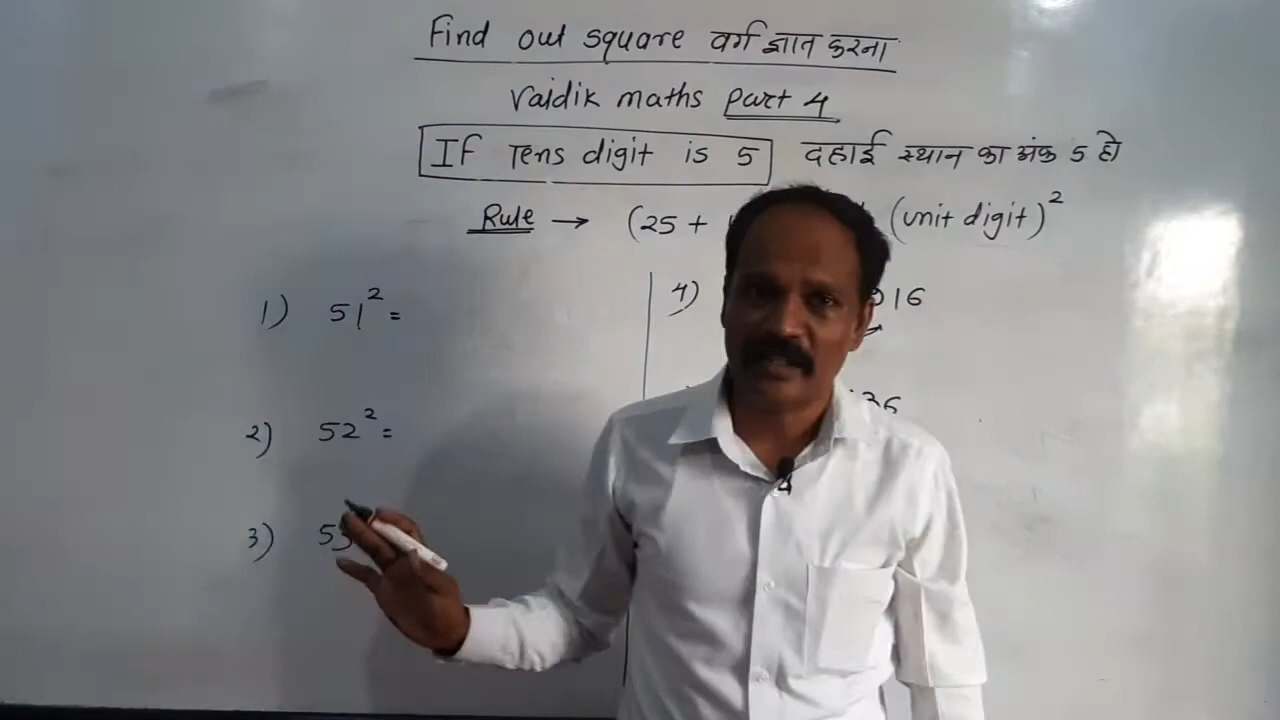 Find out square वर्ग ज्ञात करना
Vaidik maths part 4
If Tens digit is 5 दहाई स्थान का अंक 5 हो
Rule → (25 + (unit digit)²
1) 51² =
2) 52² =
3) 53
4) 16
36